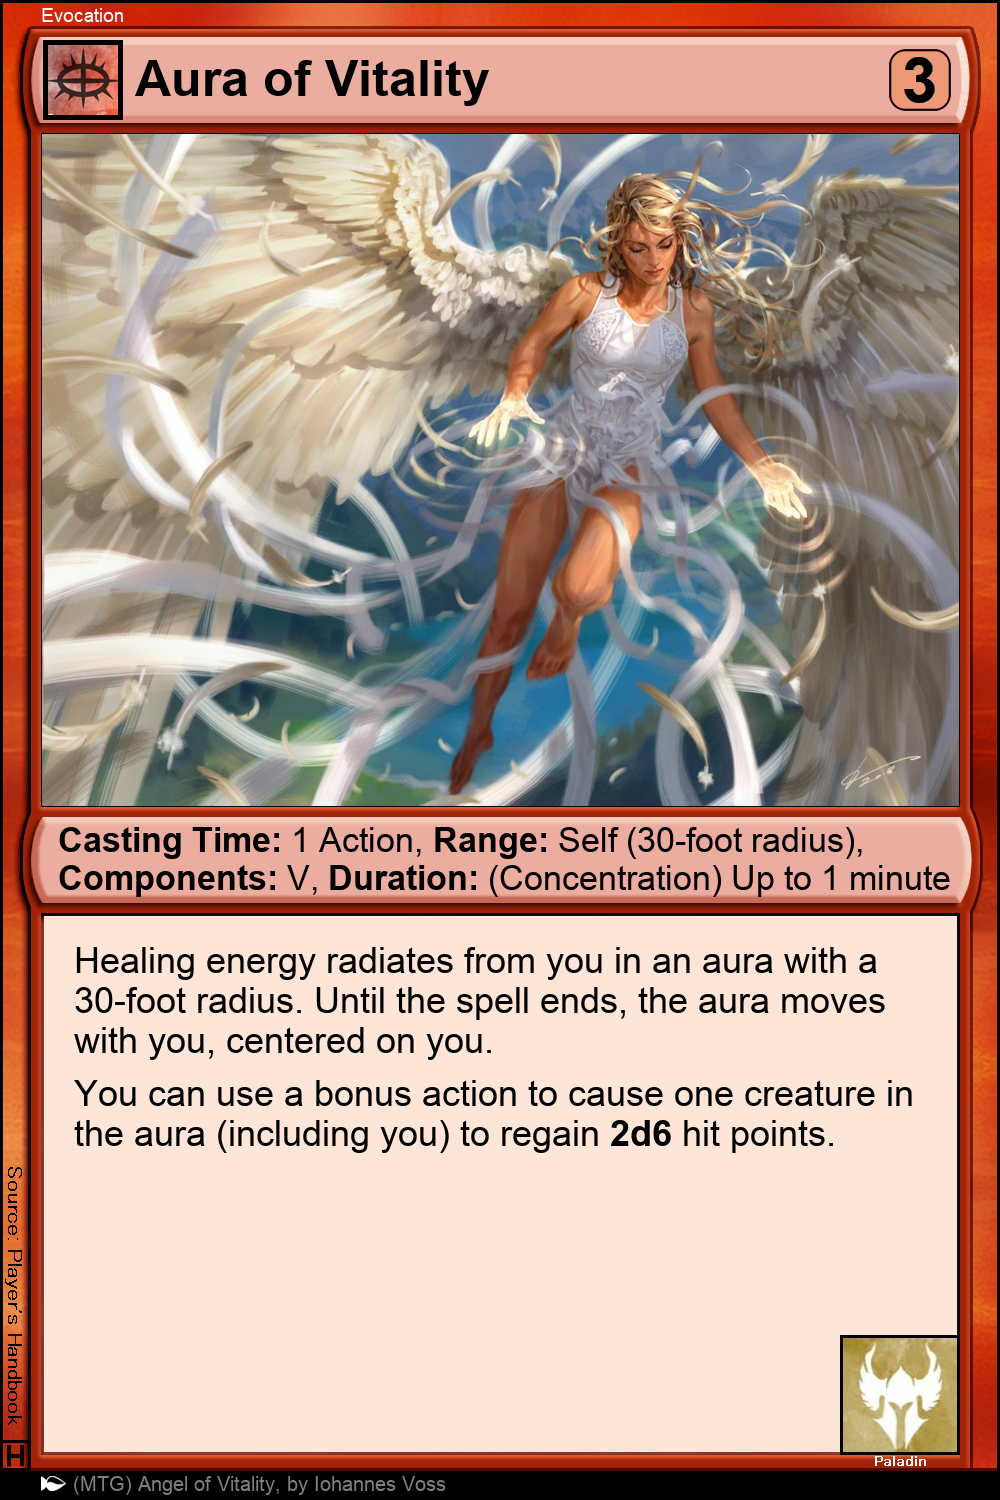 Evocation
Aura of Vitality
3
Casting Time: 1 Action, Range: Self (30-foot radius),
Components: V, Duration: (Concentration) Up to 1 minute
Healing energy radiates from you in an aura with a
30-foot radius. Until the spell ends, the aura moves
with you, centered on you.
You can use a bonus action to cause one creature in
the aura (including you) to regain 2d6 hit points.
Source: Player's Handbook
H
Paladin
(MTG) Angel of Vitality, by Iohannes Voss